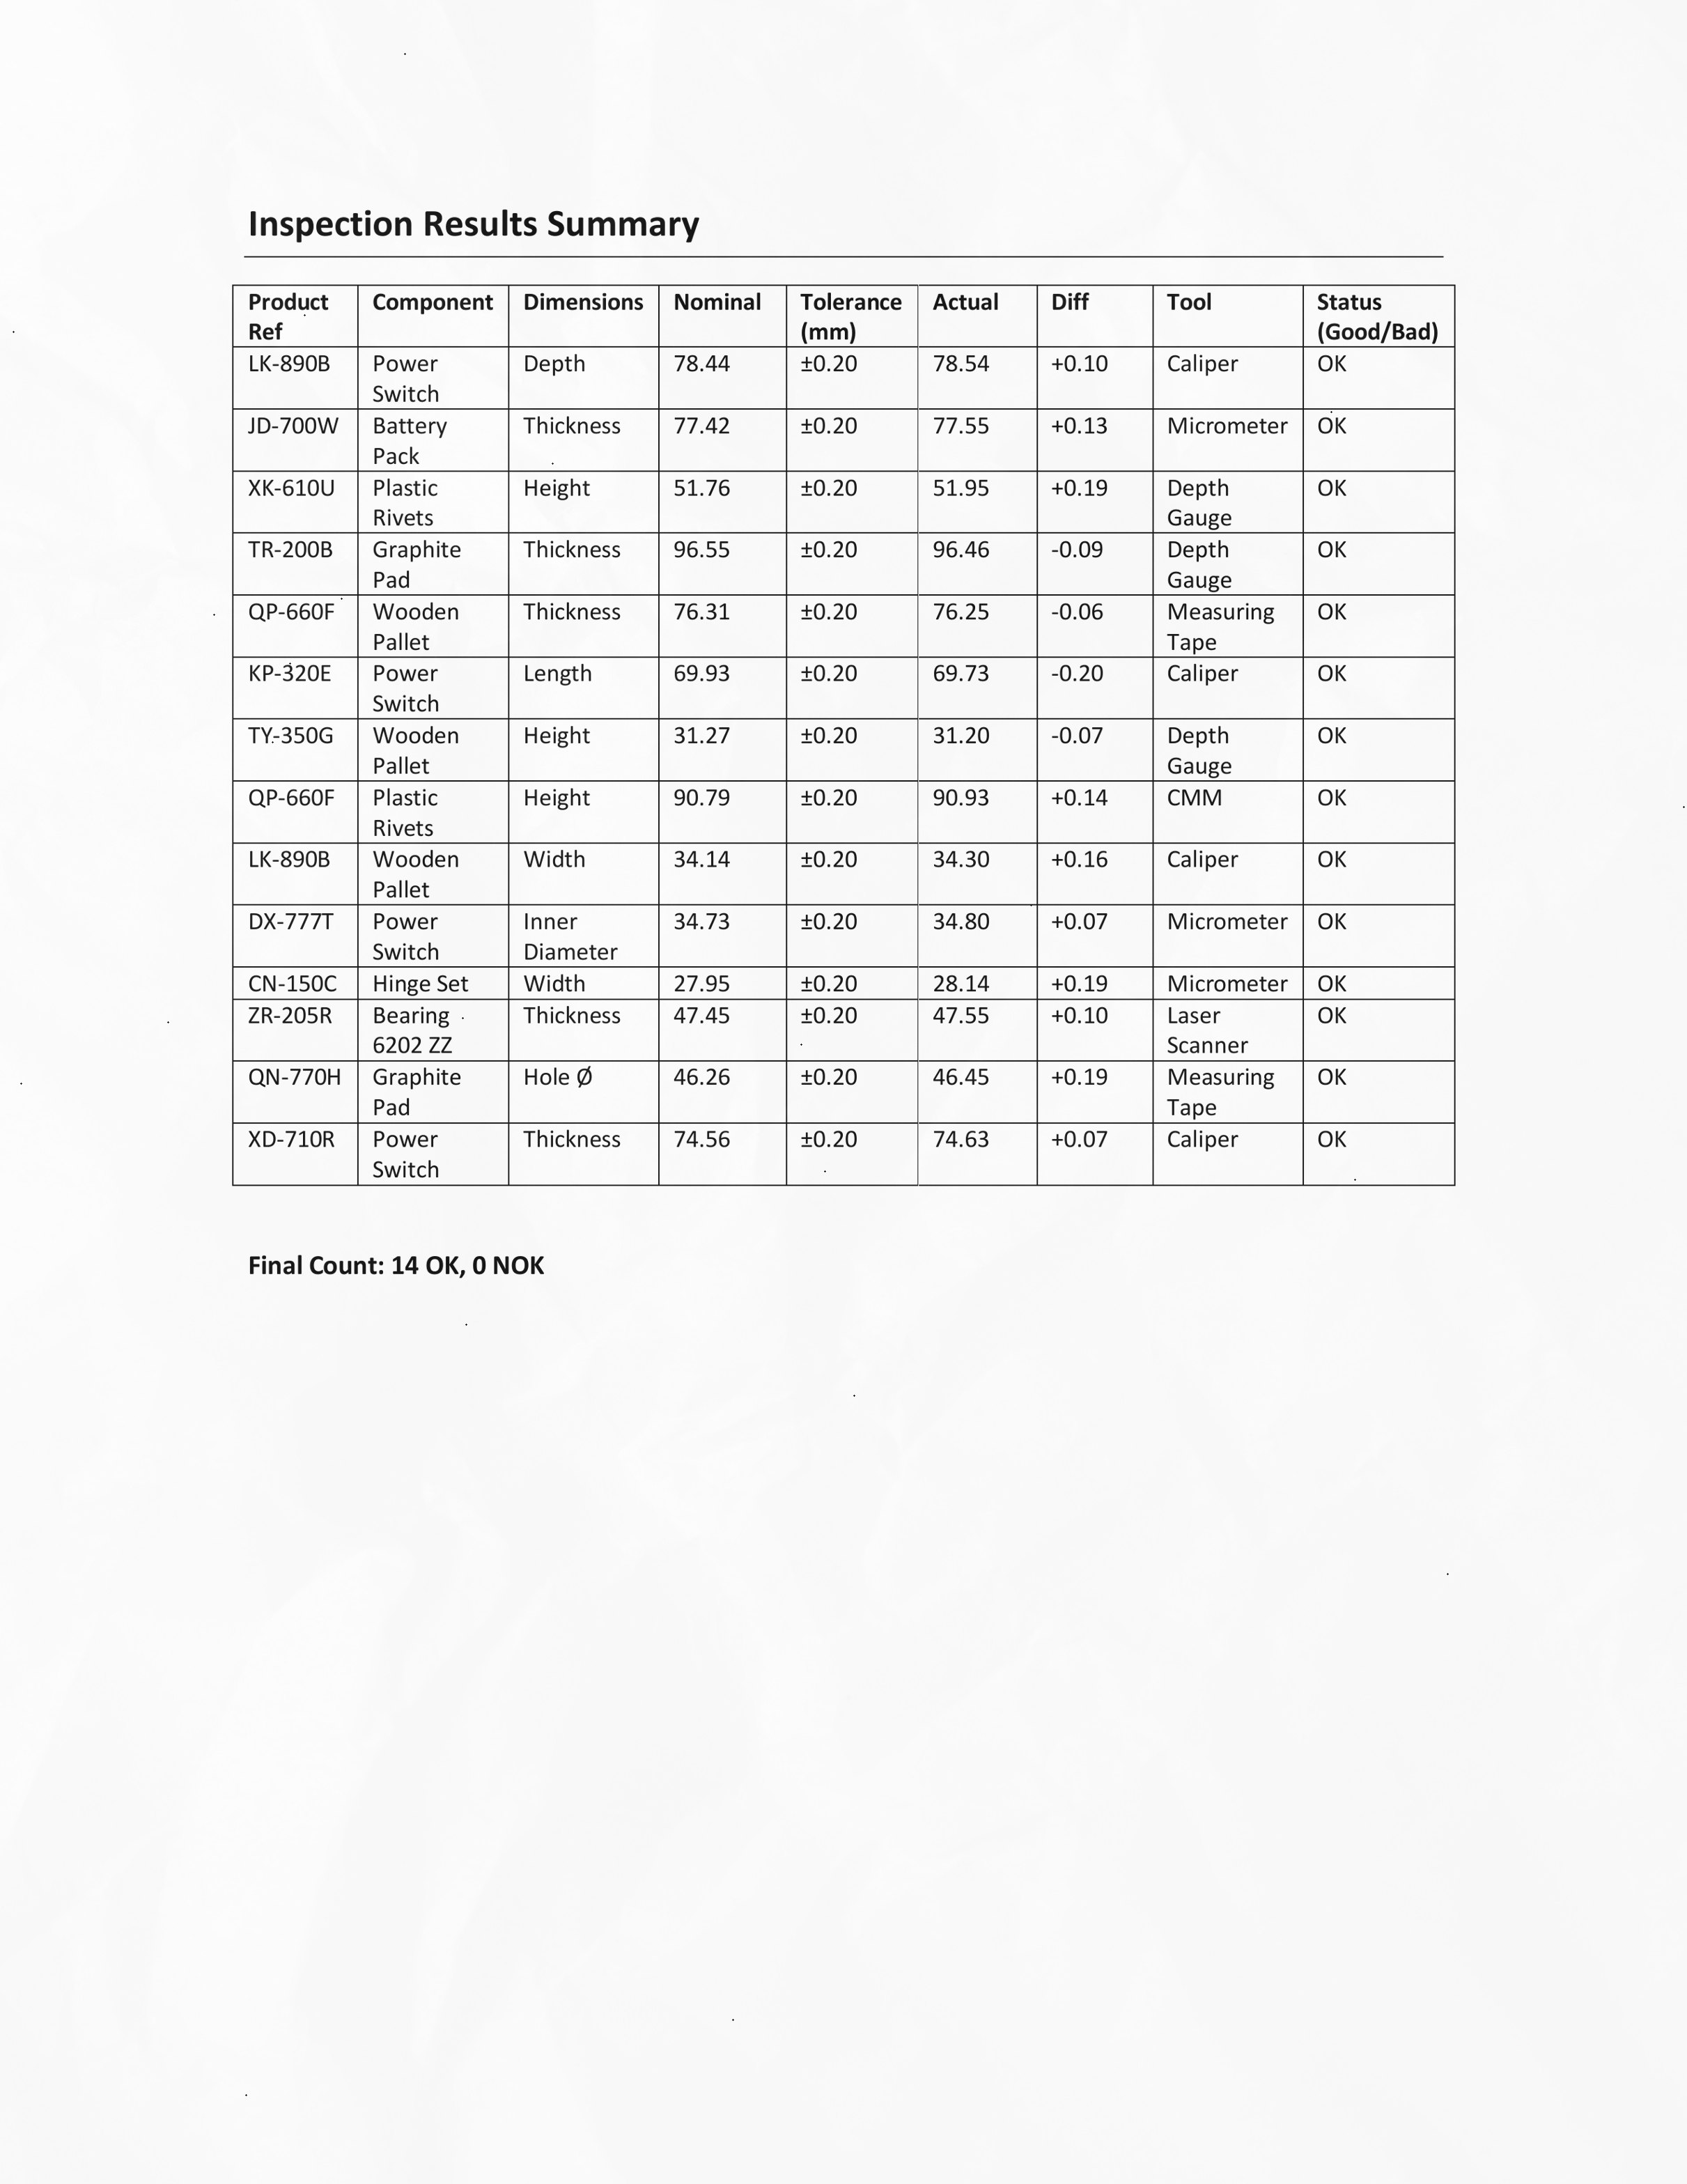 Inspection Results Summary
Product Ref Component Dimensions Nominal Tolerance (mm) Actual Diff Tool Status (Good/Bad)
LK-890B Power Switch Depth 78.44 ±0.20 78.54 +0.10 Caliper OK
JD-700W Battery Pack Thickness 77.42 ±0.20 77.55 +0.13 Micrometer OK
XK-610U Plastic Rivets Height 51.76 ±0.20 51.95 +0.19 Depth Gauge OK
TR-200B Graphite Pad Thickness 96.55 ±0.20 96.46 -0.09 Depth Gauge OK
QP-660F Wooden Pallet Thickness 76.31 ±0.20 76.25 -0.06 Measuring Tape OK
KP-320E Power Switch Length 69.93 ±0.20 69.73 -0.20 Caliper OK
TY-350G Wooden Pallet Height 31.27 ±0.20 31.20 -0.07 Depth Gauge OK
QP-660F Plastic Rivets Height 90.79 ±0.20 90.93 +0.14 CMM OK
LK-890B Wooden Pallet Width 34.14 ±0.20 34.30 +0.16 Caliper OK
DX-777T Power Switch Inner Diameter 34.73 ±0.20 34.80 +0.07 Micrometer OK
CN-150C Hinge Set Width 27.95 ±0.20 28.14 +0.19 Micrometer OK
ZR-205R Bearing 6202 ZZ Thickness 47.45 ±0.20 47.55 +0.10 Laser Scanner OK
QN-770H Graphite Pad Hole Ø 46.26 ±0.20 46.45 +0.19 Measuring Tape OK
XD-710R Power Switch Thickness 74.56 ±0.20 74.63 +0.07 Caliper OK
Final Count: 14 OK, 0 NOK